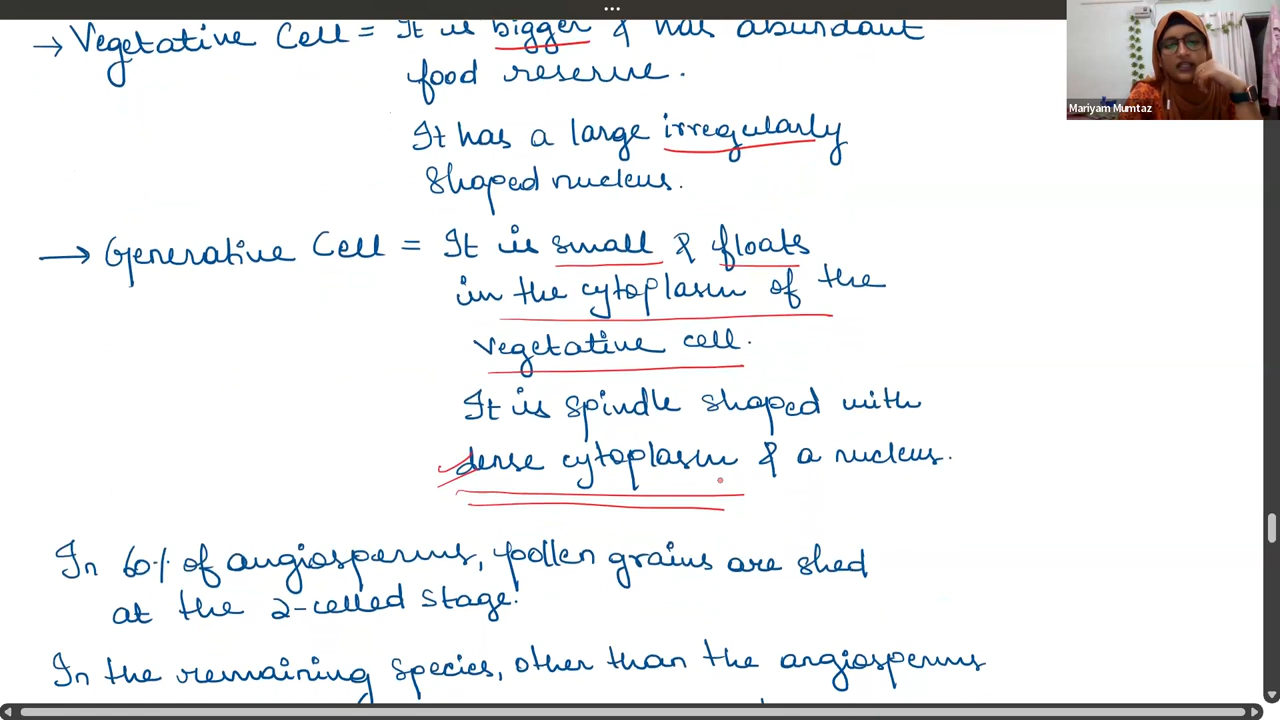 → Vegetative Cell = It is bigger & has abundant
food reserve.
It has a large irregularly
shaped nucleus.
→ Generative Cell = It is small & floats
in the cytoplasm of the
vegetative cell.
It is spindle shaped with
dense cytoplasm & a nucleus.
In 60% of angiosperms, pollen grains are shed
at the 2-celled stage.
In the remaining species, other than the angiosperms
Mariyam Mumtaz